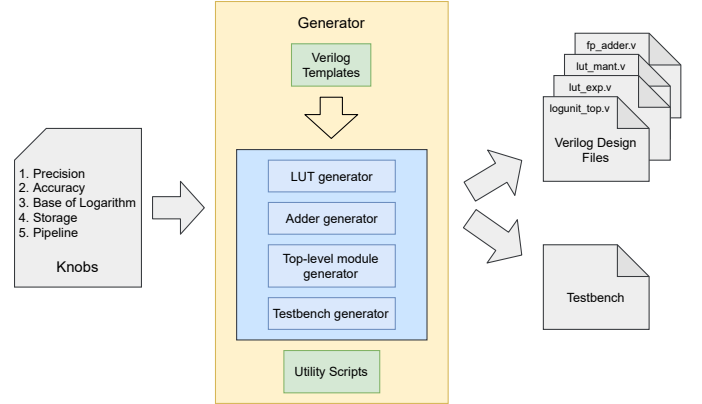 Generator
Verilog
Templates
1. Precision
2. Accuracy
3. Base of Logarithm
4. Storage
5. Pipeline
Knobs
LUT generator
Adder generator
Top-level module
generator
Testbench generator
Utility Scripts
fp_adder.v
lut_mant.v
lut_exp.v
logunit_top.v
Verilog Design
Files
Testbench